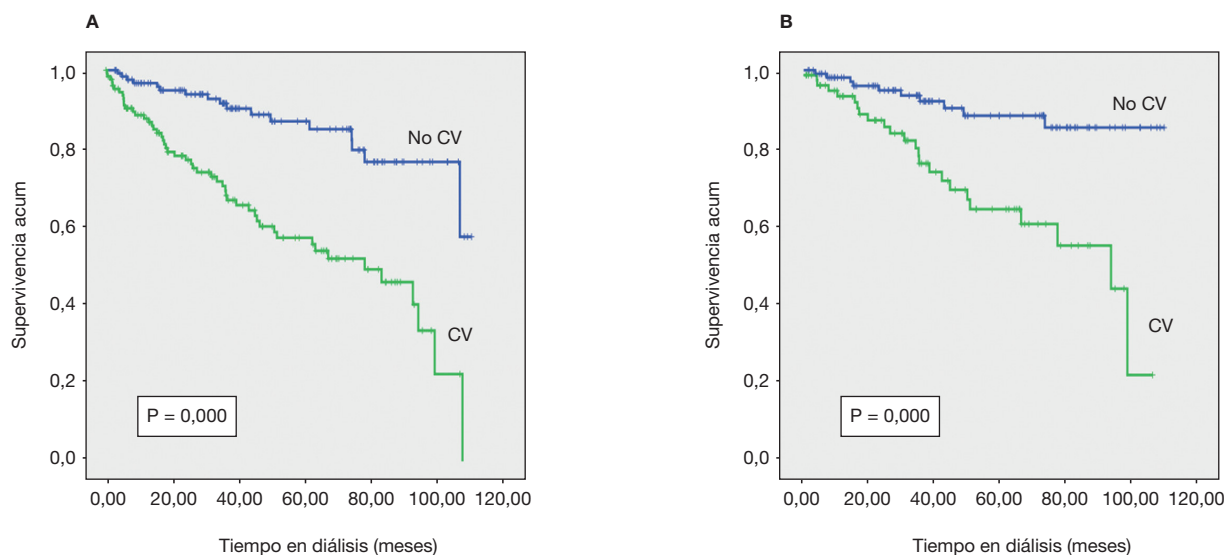 A
Supervivencia acum
1,0
0,8
0,6
0,4
0,2
0,0
No CV
CV
P = 0,000
0,00 20,00 40,00 60,00 80,00 100,00 120,00
Tiempo en diálisis (meses)
B
Supervivencia acum
1,0
0,8
0,6
0,4
0,2
0,0
No CV
CV
P = 0,000
0,00 20,00 40,00 60,00 80,00 100,00 120,00
Tiempo en diálisis (meses)